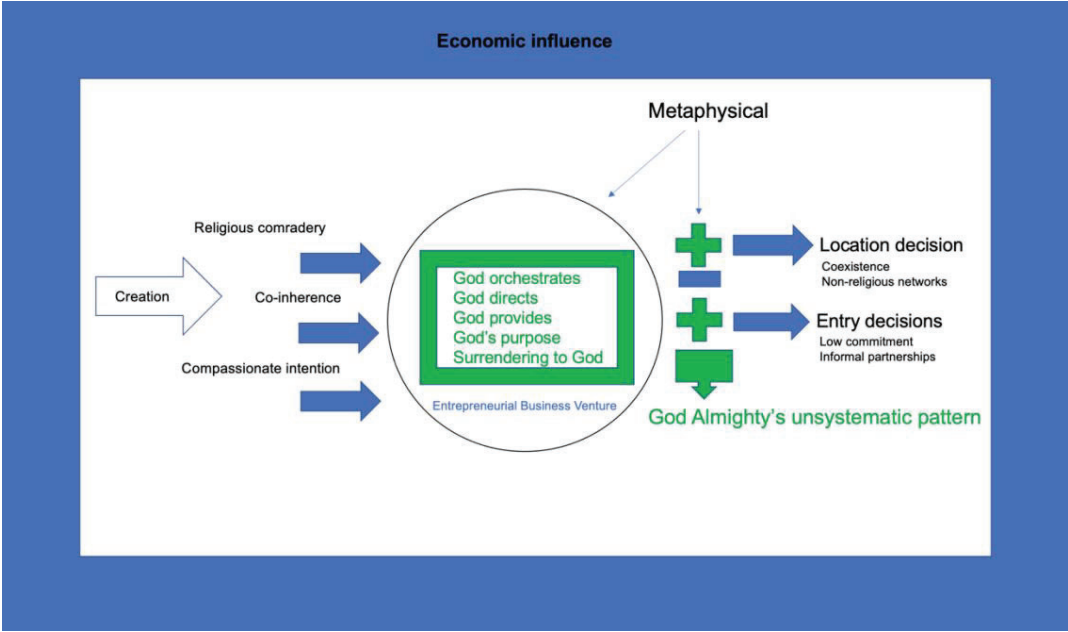 Economic influence
Metaphysical
Religious comradery
Creation
Co-inherence
Compassionate intention
God orchestrates
God directs
God provides
God's purpose
Surrendering to God
Entrepreneurial Business Venture
Location decision
Coexistence
Non-religious networks
Entry decisions
Low commitment
Informal partnerships
God Almighty's unsystematic pattern